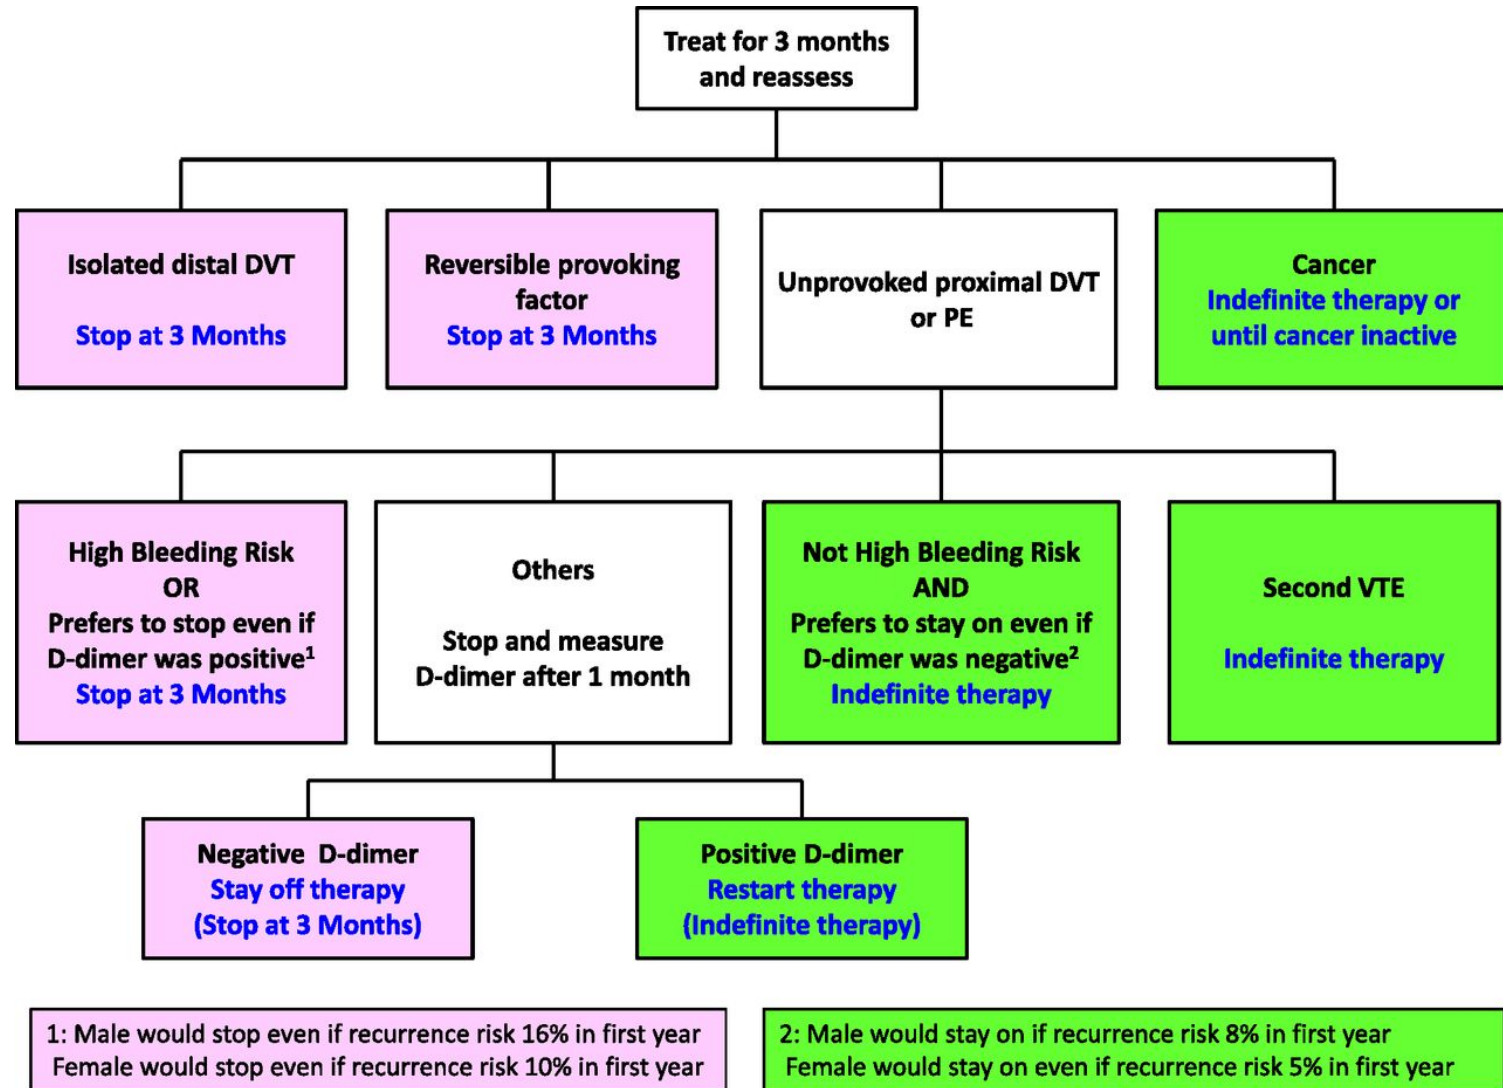 Treat for 3 months
and reassess
Isolated distal DVT
Stop at 3 Months
Reversible provoking
factor
Stop at 3 Months
Unprovoked proximal DVT
or PE
Cancer
Indefinite therapy or
until cancer inactive
High Bleeding Risk
OR
Prefers to stop even if
D-dimer was positive¹
Stop at 3 Months
Others
Stop and measure
D-dimer after 1 month
Not High Bleeding Risk
AND
Prefers to stay on even if
D-dimer was negative²
Indefinite therapy
Second VTE
Indefinite therapy
Negative D-dimer
Stay off therapy
(Stop at 3 Months)
Positive D-dimer
Restart therapy
(Indefinite therapy)
1: Male would stop even if recurrence risk 16% in first year
Female would stop even if recurrence risk 10% in first year
2: Male would stay on if recurrence risk 8% in first year
Female would stay on even if recurrence risk 5% in first year